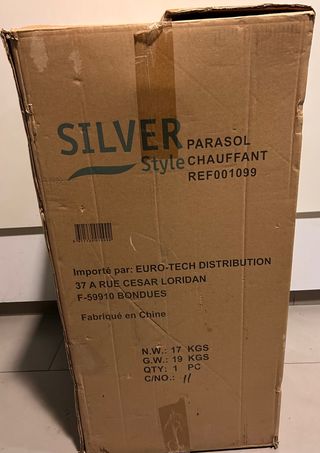 SILVER
Style
PARASOL
CHAUFFANT
REF001099
Importé par: EURO-TECH DISTRIBUTION
37 A RUE CESAR LORIDAN
F-59910 BONDUES
Fabriqué en Chine
N.W.: 17 KGS
G.W.: 19 KGS
QTY: 1 PC
C/NO.: 11